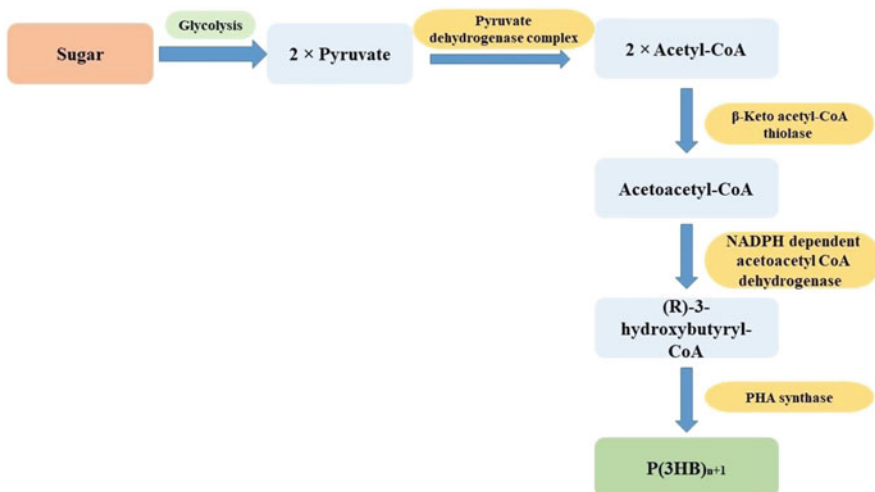 Glycolysis
Sugar
2 × Pyruvate
Pyruvate
dehydrogenase complex
2 × Acetyl-CoA
β-Keto acetyl-CoA
thiolase
Acetoacetyl-CoA
NADPH dependent
acetoacetyl CoA
dehydrogenase
(R)-3-
hydroxybutyryl-
CoA
PHA synthase
P(3HB)n+1